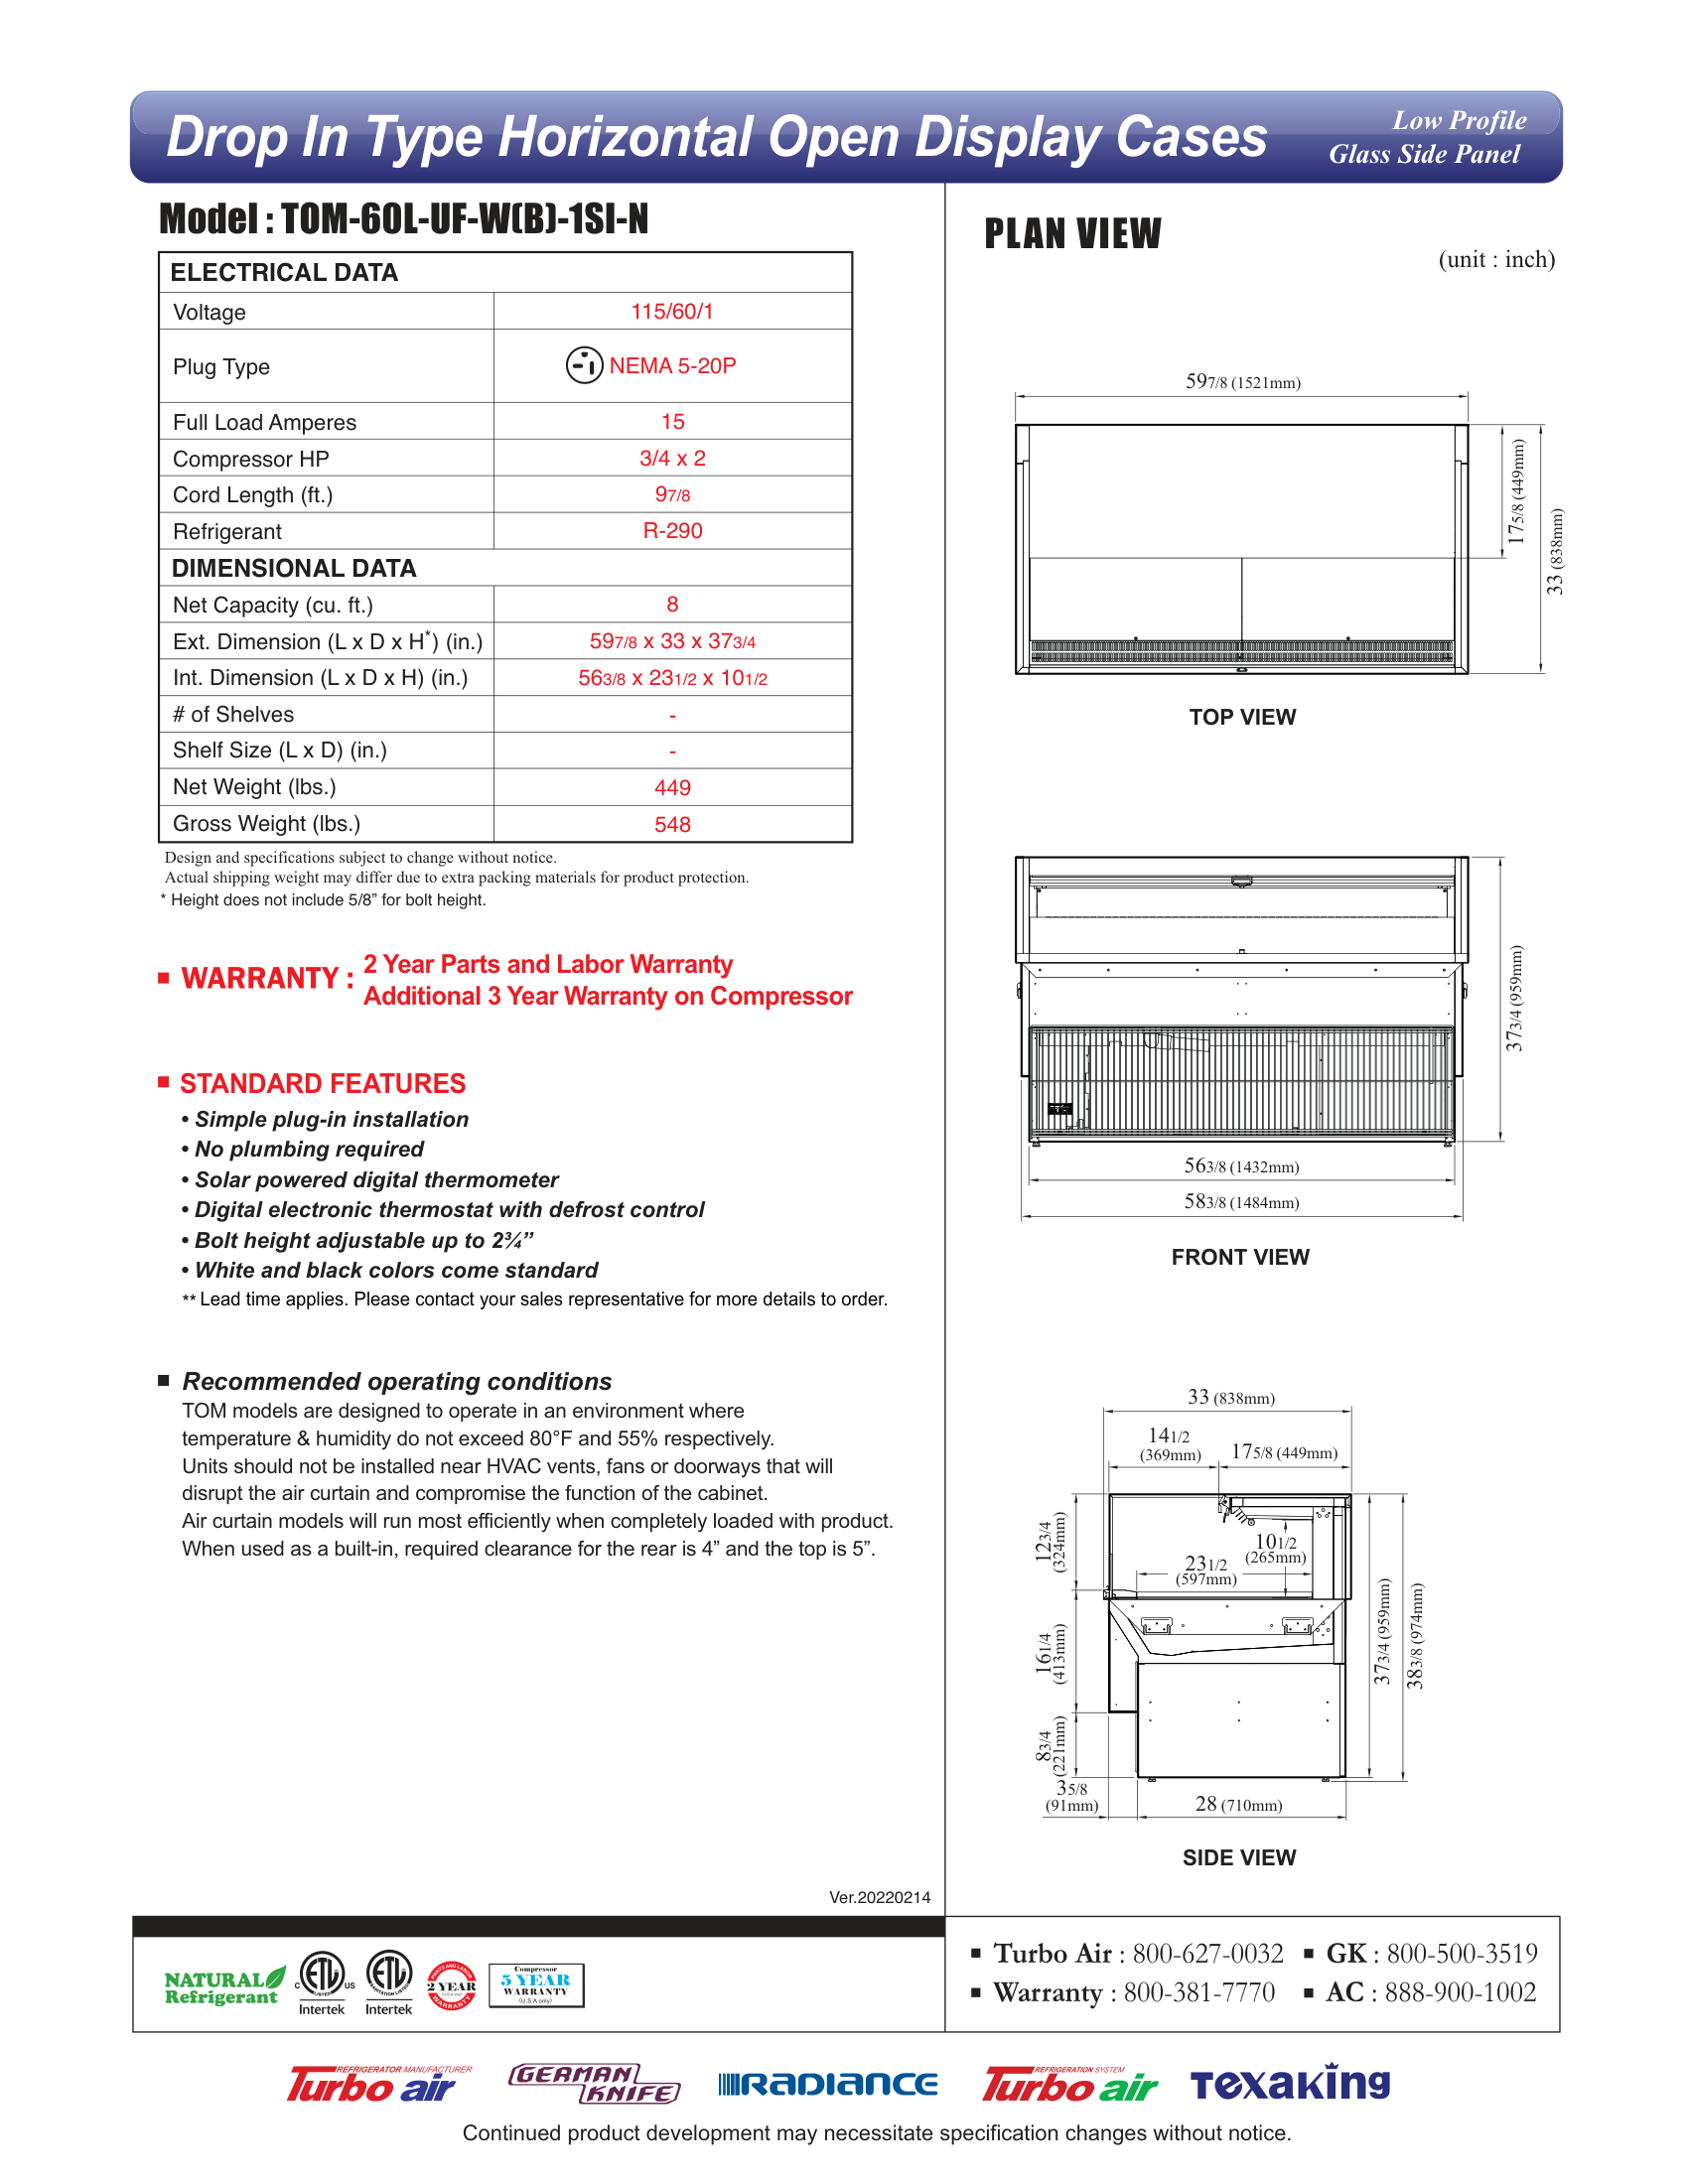 Drop In Type Horizontal Open Display Cases
Low Profile
Glass Side Panel
Model : TOM-60L-UF-W(B)-1SI-N
ELECTRICAL DATA
Voltage 115/60/1
Plug Type NEMA 5-20P
Full Load Amperes 15
Compressor HP 3/4 x 2
Cord Length (ft.) 97/8
Refrigerant R-290
DIMENSIONAL DATA
Net Capacity (cu. ft.) 8
Ext. Dimension (L x D x H*) (in.) 597/8 x 33 x 373/4
Int. Dimension (L x D x H) (in.) 563/8 x 231/2 x 101/2
# of Shelves -
Shelf Size (L x D) (in.) -
Net Weight (lbs.) 449
Gross Weight (lbs.) 548
Design and specifications subject to change without notice.
Actual shipping weight may differ due to extra packing materials for product protection.
* Height does not include 5/8” for bolt height.
■ WARRANTY : 2 Year Parts and Labor Warranty
Additional 3 Year Warranty on Compressor
■ STANDARD FEATURES
• Simple plug-in installation
• No plumbing required
• Solar powered digital thermometer
• Digital electronic thermostat with defrost control
• Bolt height adjustable up to 2¾”
• White and black colors come standard
** Lead time applies. Please contact your sales representative for more details to order.
■ Recommended operating conditions
TOM models are designed to operate in an environment where
temperature & humidity do not exceed 80°F and 55% respectively.
Units should not be installed near HVAC vents, fans or doorways that will
disrupt the air curtain and compromise the function of the cabinet.
Air curtain models will run most efficiently when completely loaded with product.
When used as a built-in, required clearance for the rear is 4” and the top is 5”.
Ver.20220214
PLAN VIEW
(unit : inch)
597/8 (1521mm)
175/8 (449mm)
33 (838mm)
TOP VIEW
373/4 (959mm)
563/8 (1432mm)
583/8 (1484mm)
FRONT VIEW
33 (838mm)
141/2
(369mm)
175/8 (449mm)
123/4
(324mm)
101/2
(265mm)
231/2
(597mm)
161/4
(413mm)
373/4 (959mm)
383/8 (974mm)
83/4
(221mm)
35/8
(91mm)
28 (710mm)
SIDE VIEW
NATURAL
Refrigerant
C ETL US
LISTED
Intertek
ETL
SANITATION LISTED
Intertek
PARTS AND LABOR
2 YEAR
WARRANTY
Compressor
5 YEAR
WARRANTY
(U.S.A only)
■ Turbo Air : 800-627-0032
■ GK : 800-500-3519
■ Warranty : 800-381-7770
■ AC : 888-900-1002
REFRIGERATOR MANUFACTURER
Turbo air
GERMAN
KNIFE
RADIANCE
REFRIGERATION SYSTEM
Turbo air
Texaking
Continued product development may necessitate specification changes without notice.